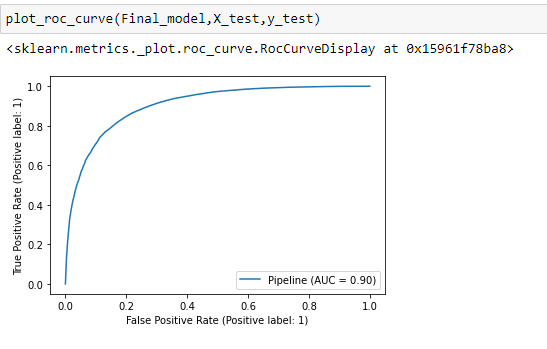 plot_roc_curve(Final_model,X_test,y_test)
<sklearn.metrics._plot.roc_curve.RocCurveDisplay at 0x15961f78ba8>
1.0
0.8
0.6
0.4
0.2
0.0
True Positive Rate (Positive label: 1)
Pipeline (AUC = 0.90)
0.0 0.2 0.4 0.6 0.8 1.0
False Positive Rate (Positive label: 1)